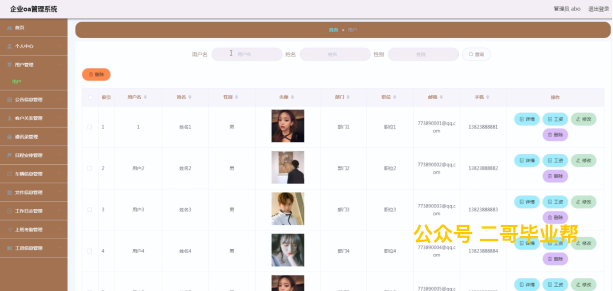 企业oa管理系统
管理员 abo 退出登录
首页
个人中心
用户管理
用户
公告信息管理
客户关系管理
通讯录管理
日程安排管理
车辆信息管理
文件信息管理
工作日志管理
上班考勤管理
工资信息管理
首页 用户
用户名 用户名 姓名 姓名 性别 性别 搜索
删除
索引 用户名 姓名 性别 头像 部门 职位 邮箱 手机 操作
1 1 姓名1 男 部门1 职位1 773890001@qq.com 13823888881 详情 工资 修改 删除
2 用户2 姓名2 男 部门2 职位2 773890002@qq.com 13823888882 详情 工资 修改 删除
3 用户3 姓名3 男 部门3 职位3 773890003@qq.com 13823888883 详情 工资 修改 删除
4 用户4 姓名4 男 部门4 职位4 773890004@qq.com 13823888884 详情 工资 修改 删除
公众号 二哥毕业帮
773890005@qq.c